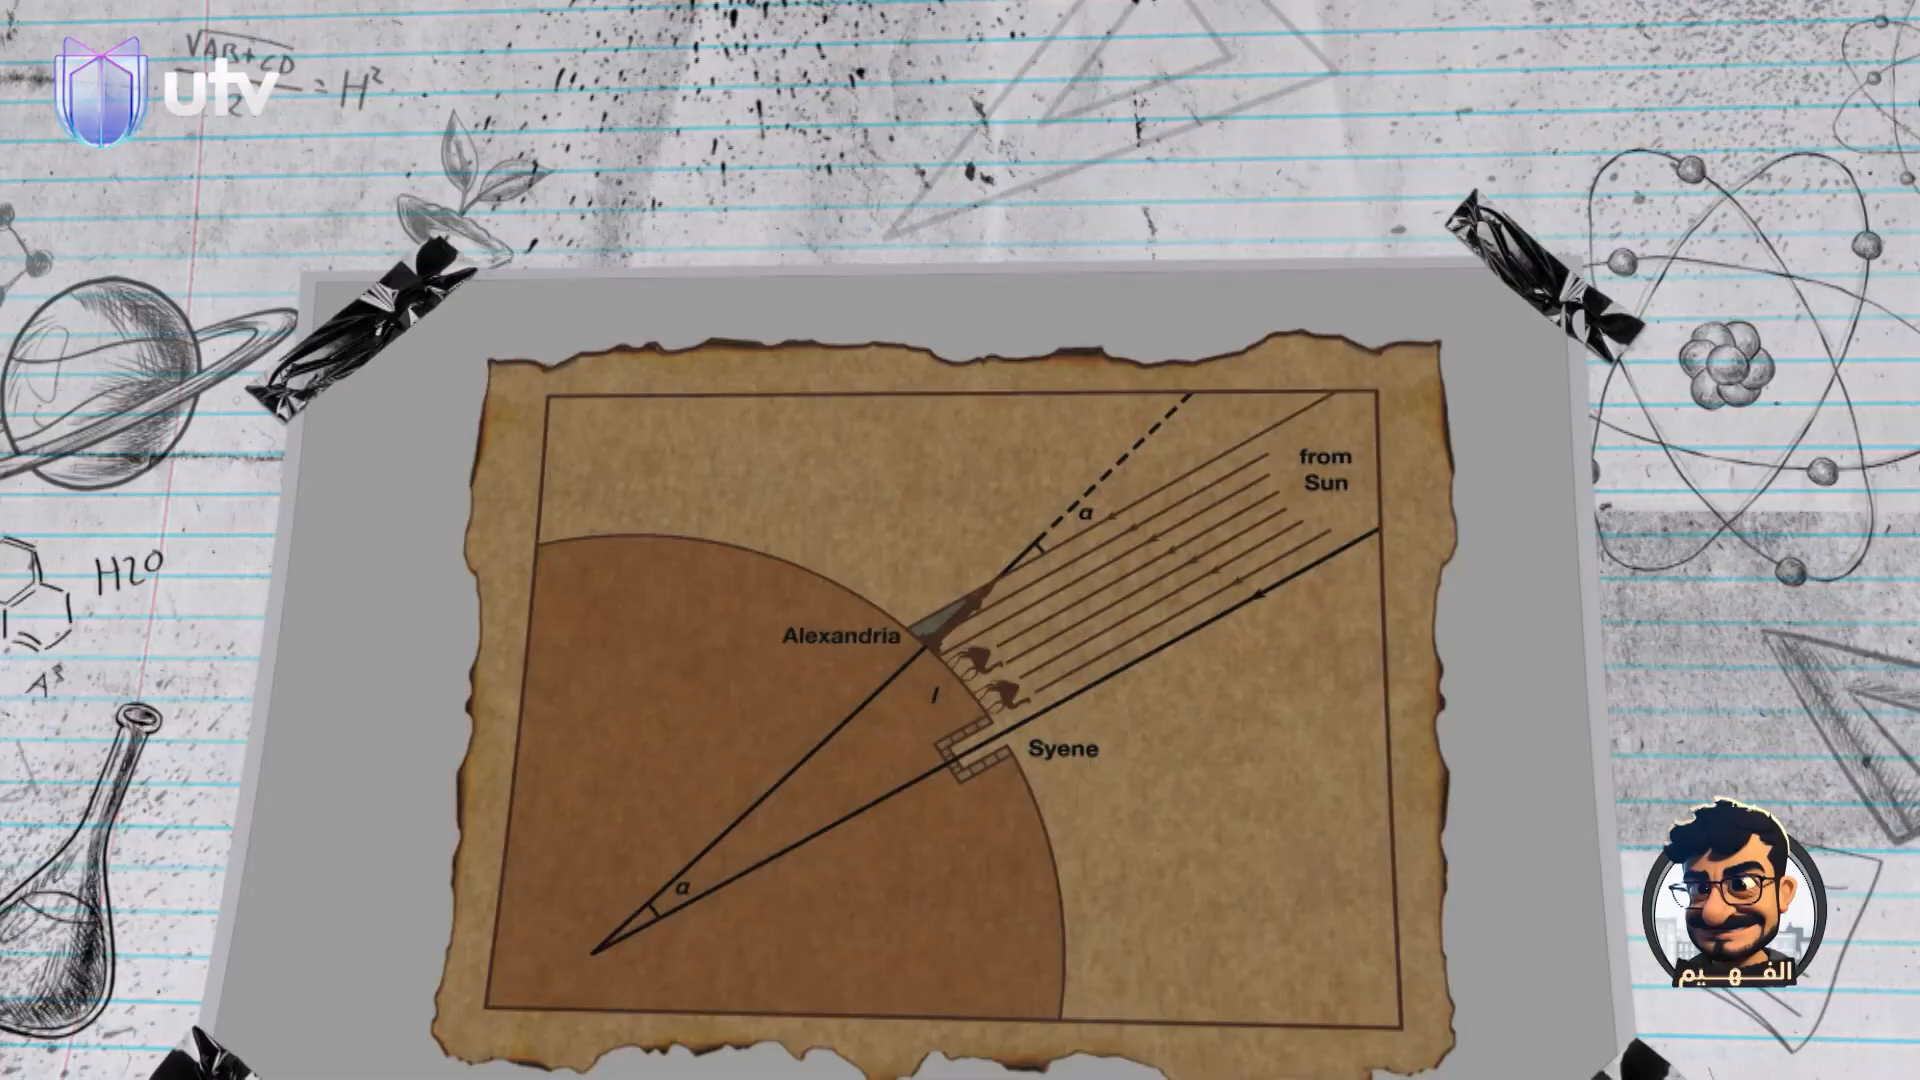 utv
√AB+CD
2
=H²
from
Sun
α
Alexandria
l
Syene
α
H2O
A³
الفهيم